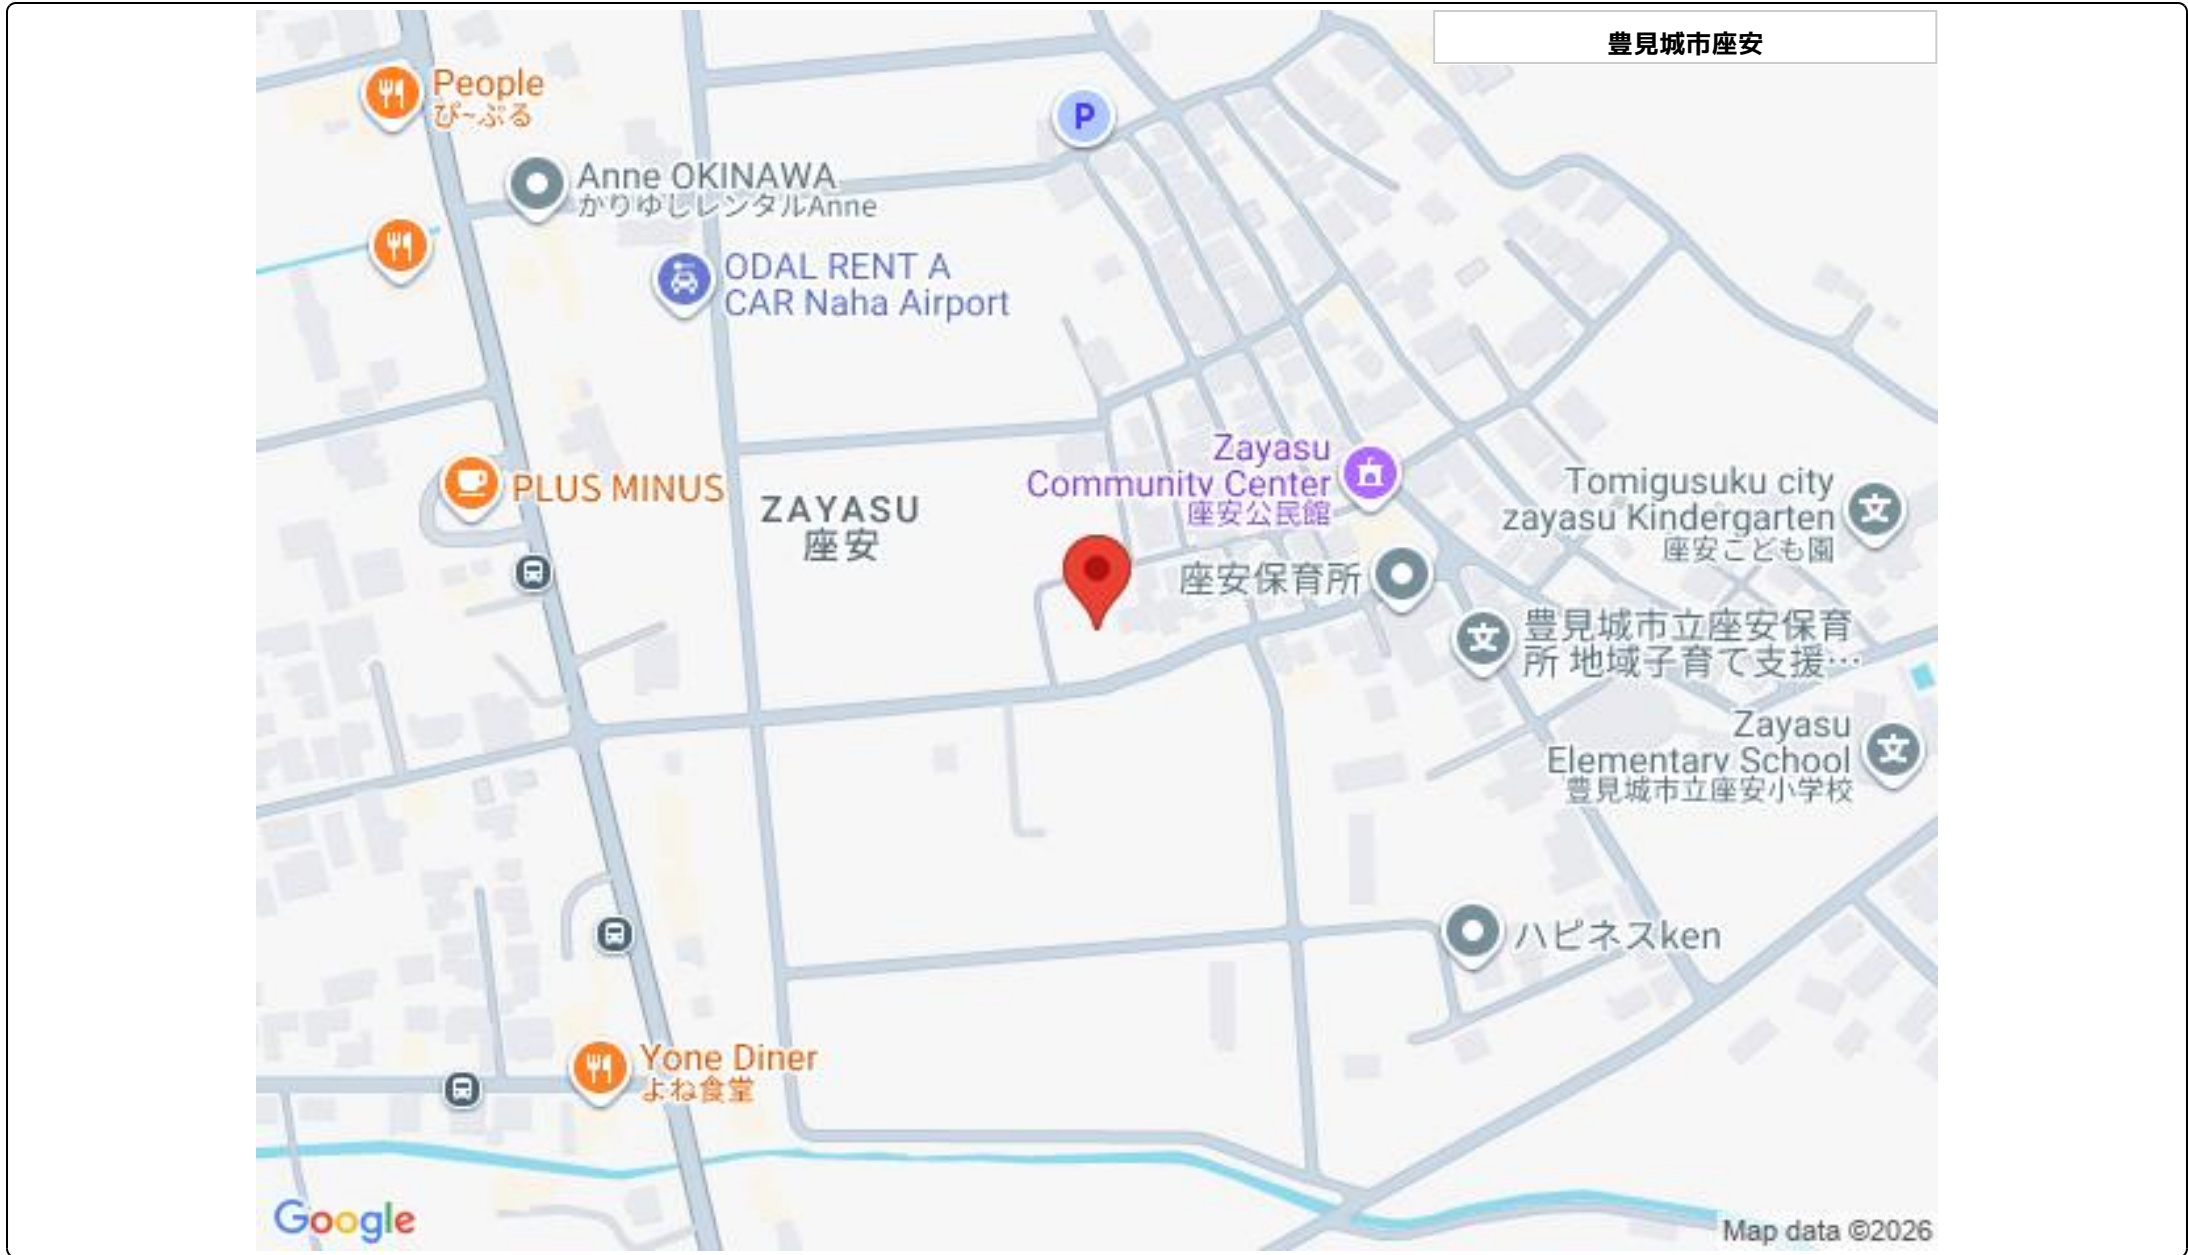 豊見城市座安
People
ぴーぷる
P
Anne OKINAWA
かりゆしレンタルAnne
ODAL RENT A
CAR Naha Airport
Zayasu
Community Center
座安公民館
PLUS MINUS
ZAYASU
座安
Tomigusuku city
zayasu Kindergarten
座安こども園
文
座安保育所
文
豊見城市立座安保育
所 地域子育て支援…
Zayasu
Elementary School
豊見城市立座安小学校
文
ハピネスken
Yone Diner
よね食堂
Google
Map data ©2026